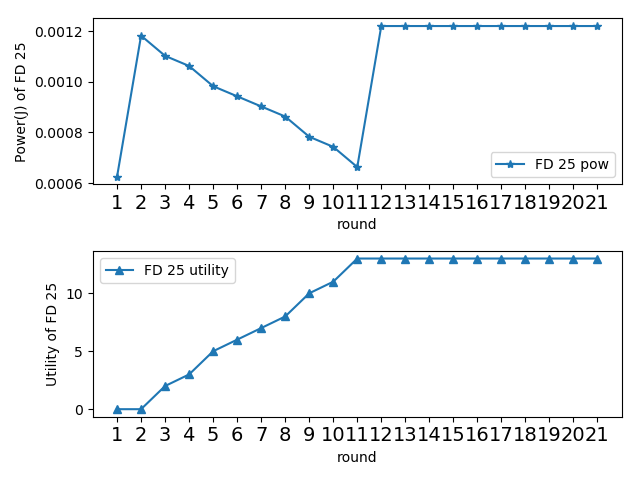 0.0012
0.0010
0.0008
0.0006
Power(J) of FD 25
FD 25 pow
1 2 3 4 5 6 7 8 9 10 11 12 13 14 15 16 17 18 19 20 21
round
10
5
0
Utility of FD 25
FD 25 utility
1 2 3 4 5 6 7 8 9 10 11 12 13 14 15 16 17 18 19 20 21
round